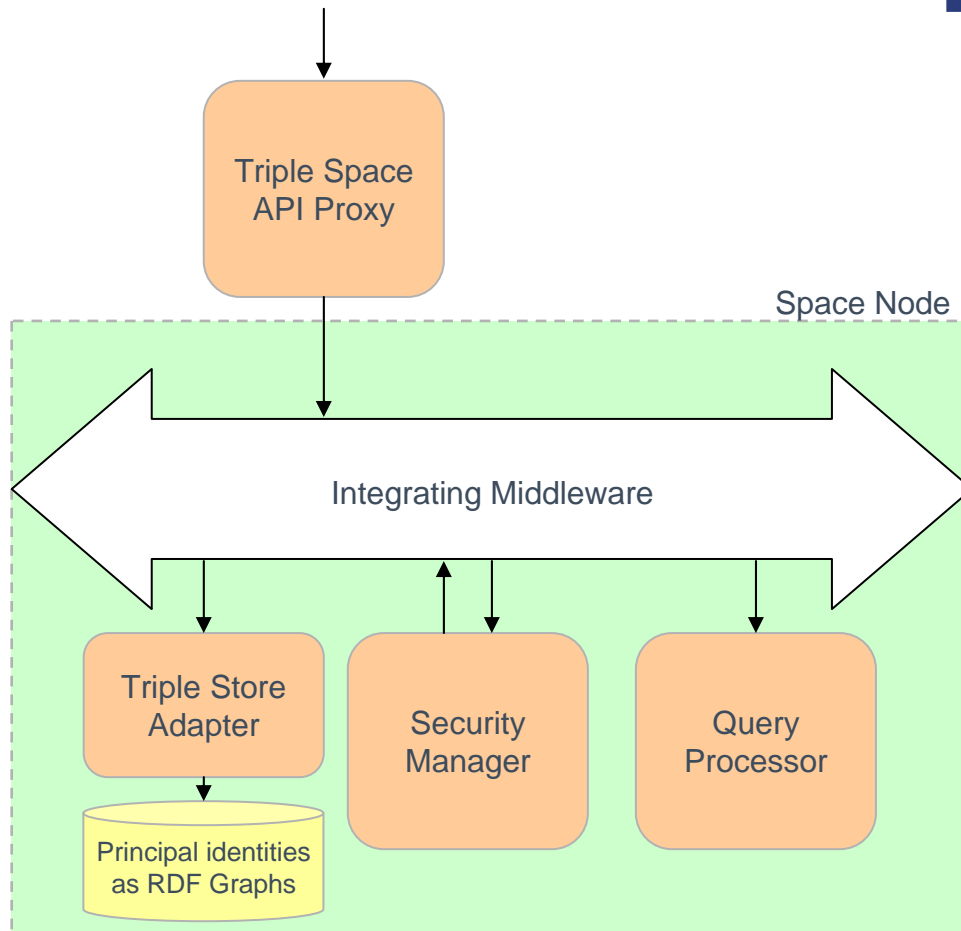 Triple Space
API Proxy
Space Node
Integrating Middleware
Triple Store
Adapter
Security
Manager
Query
Processor
Principal identities
as RDF Graphs